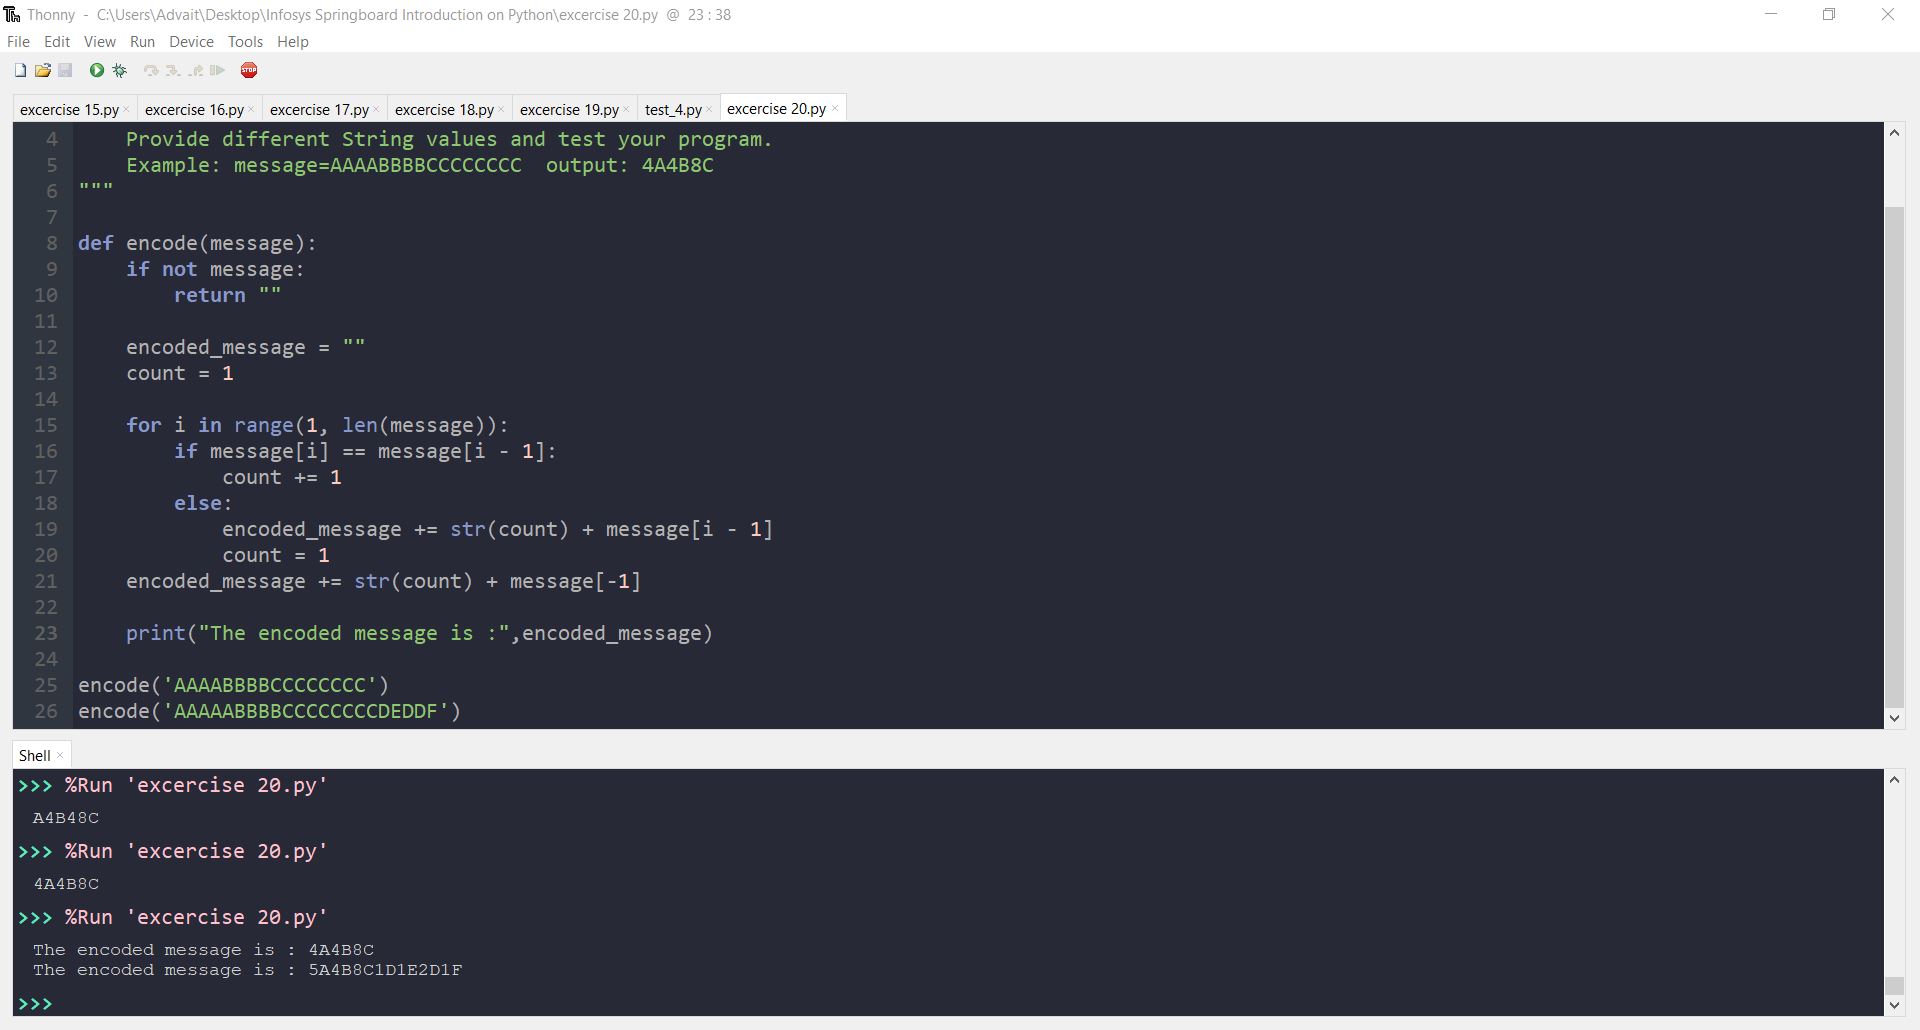 Thonny - C:\Users\Advait\Desktop\Infosys Springboard Introduction on Python\excercise 20.py @ 23 : 38
File Edit View Run Device Tools Help
STOP
excercise 15.py × excercise 16.py × excercise 17.py × excercise 18.py × excercise 19.py × test_4.py × excercise 20.py ×
4     Provide different String values and test your program.
5     Example: message=AAAABBBBCCCCCCCC  output: 4A4B8C
6 """
7
8 def encode(message):
9     if not message:
10         return ""
11
12     encoded_message = ""
13     count = 1
14
15     for i in range(1, len(message)):
16         if message[i] == message[i - 1]:
17             count += 1
18         else:
19             encoded_message += str(count) + message[i - 1]
20             count = 1
21     encoded_message += str(count) + message[-1]
22
23     print("The encoded message is :",encoded_message)
24
25 encode('AAAABBBBCCCCCCCC')
26 encode('AAAAABBBBCCCCCCCCDEDDF')
Shell ×
>>> %Run 'excercise 20.py'
A4B48C
>>> %Run 'excercise 20.py'
4A4B8C
>>> %Run 'excercise 20.py'
The encoded message is : 4A4B8C
The encoded message is : 5A4B8C1D1E2D1F
>>>